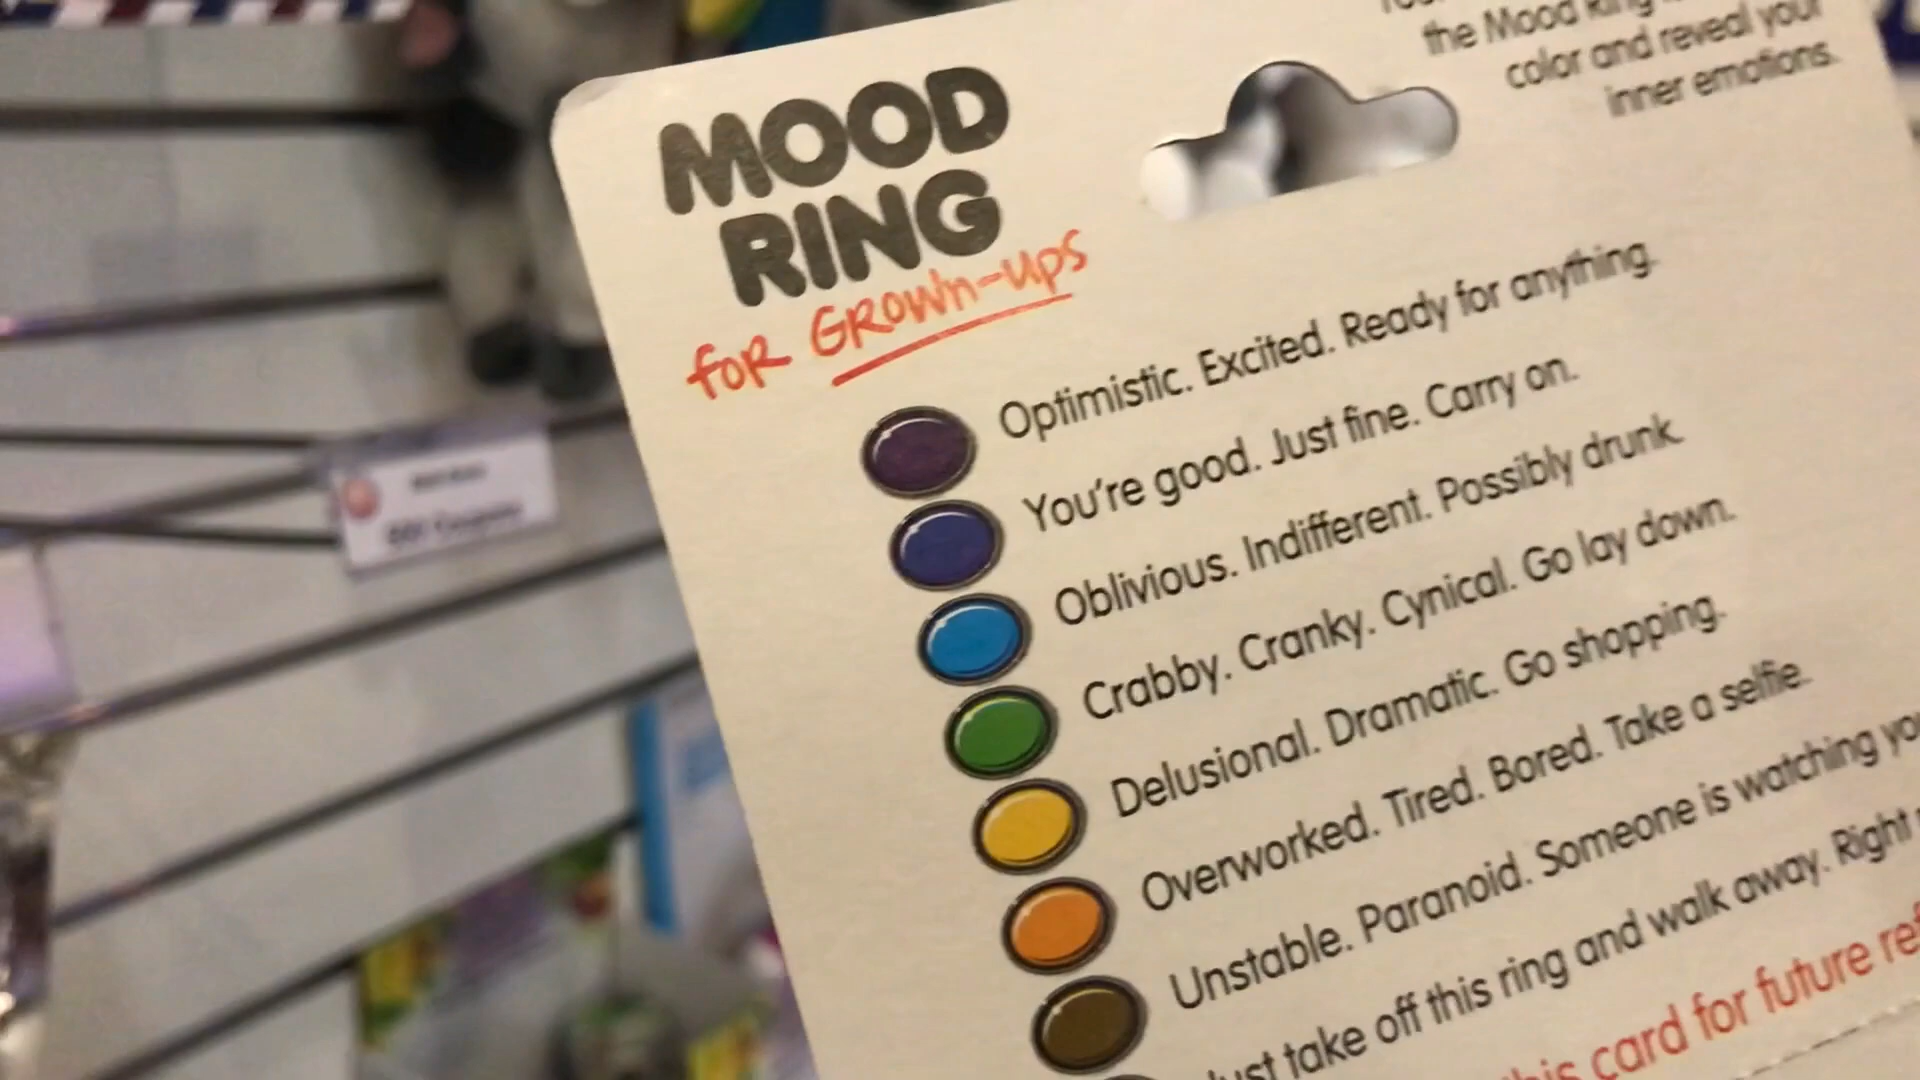 the Mood Ring
color and reveal your
inner emotions.
MOOD
RING
for Grown-ups
Optimistic. Excited. Ready for anything.
You're good. Just fine. Carry on.
Oblivious. Indifferent. Possibly drunk.
Crabby. Cranky. Cynical. Go lay down.
Delusional. Dramatic. Go shopping.
Overworked. Tired. Bored. Take a selfie.
Unstable. Paranoid. Someone is watching
Just take off this ring and walk away. Right
this card for future